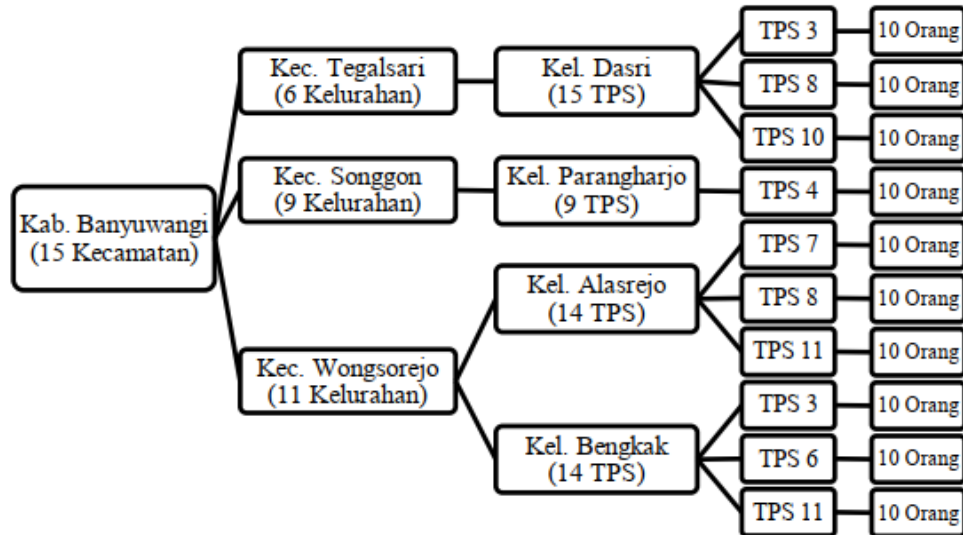 Kab. Banyuwangi
(15 Kecamatan)
Kec. Tegalsari
(6 Kelurahan)
Kel. Dasri
(15 TPS)
TPS 3
10 Orang
TPS 8
10 Orang
TPS 10
10 Orang
Kec. Songgon
(9 Kelurahan)
Kel. Parangharjo
(9 TPS)
TPS 4
10 Orang
Kec. Wongsorejo
(11 Kelurahan)
Kel. Alasrejo
(14 TPS)
TPS 7
10 Orang
TPS 8
10 Orang
TPS 11
10 Orang
Kel. Bengkak
(14 TPS)
TPS 3
10 Orang
TPS 6
10 Orang
TPS 11
10 Orang